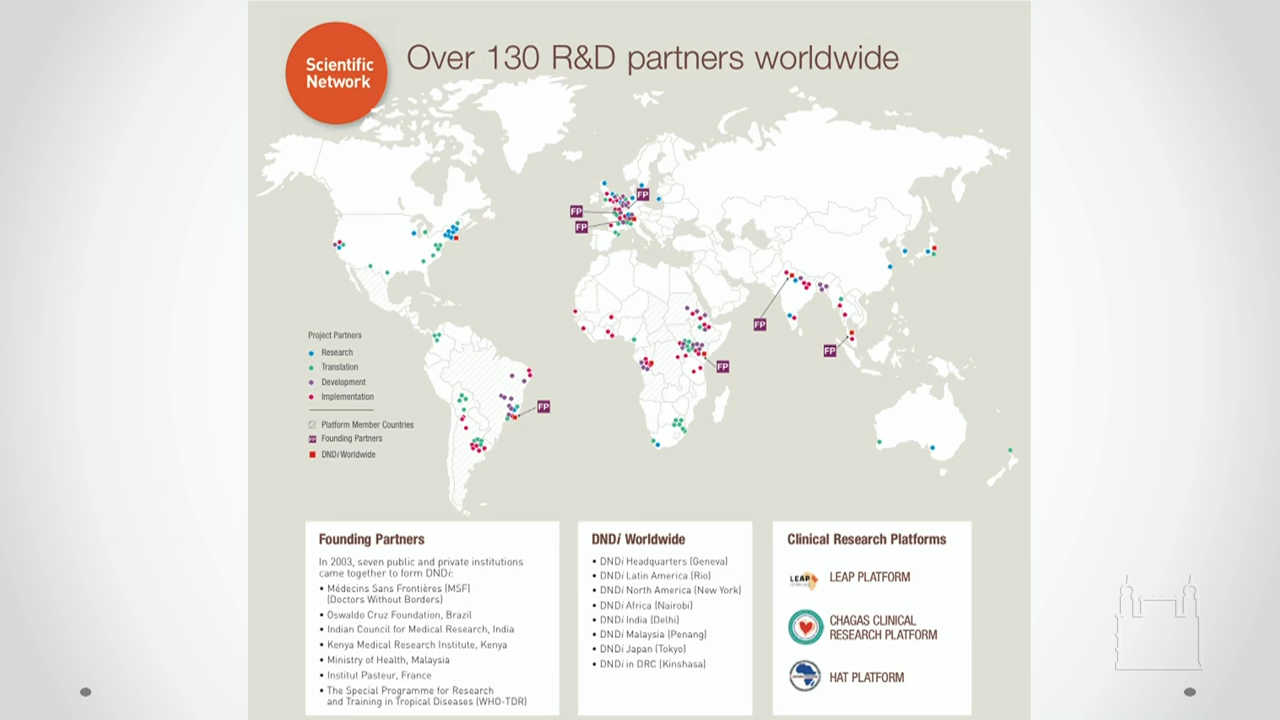 Scientific
Network
Over 130 R&D partners worldwide
FP
FP
FP
FP
FP
FP
FP
Project Partners
Research
Translation
Development
Implementation
Platform Member Countries
FP Founding Partners
DNDi Worldwide
Founding Partners
In 2003, seven public and private institutions
came together to form DNDi:
• Médecins Sans Frontières (MSF)
(Doctors Without Borders)
• Oswaldo Cruz Foundation, Brazil
• Indian Council for Medical Research, India
• Kenya Medical Research Institute, Kenya
• Ministry of Health, Malaysia
• Institut Pasteur, France
• The Special Programme for Research
and Training in Tropical Diseases (WHO-TDR)
DNDi Worldwide
• DNDi Headquarters (Geneva)
• DNDi Latin America (Rio)
• DNDi North America (New York)
• DNDi Africa (Nairobi)
• DNDi India (Delhi)
• DNDi Malaysia (Penang)
• DNDi Japan (Tokyo)
• DNDi in DRC (Kinshasa)
Clinical Research Platforms
LEAP
LEAP PLATFORM
CHAGAS CLINICAL
RESEARCH PLATFORM
HAT PLATFORM